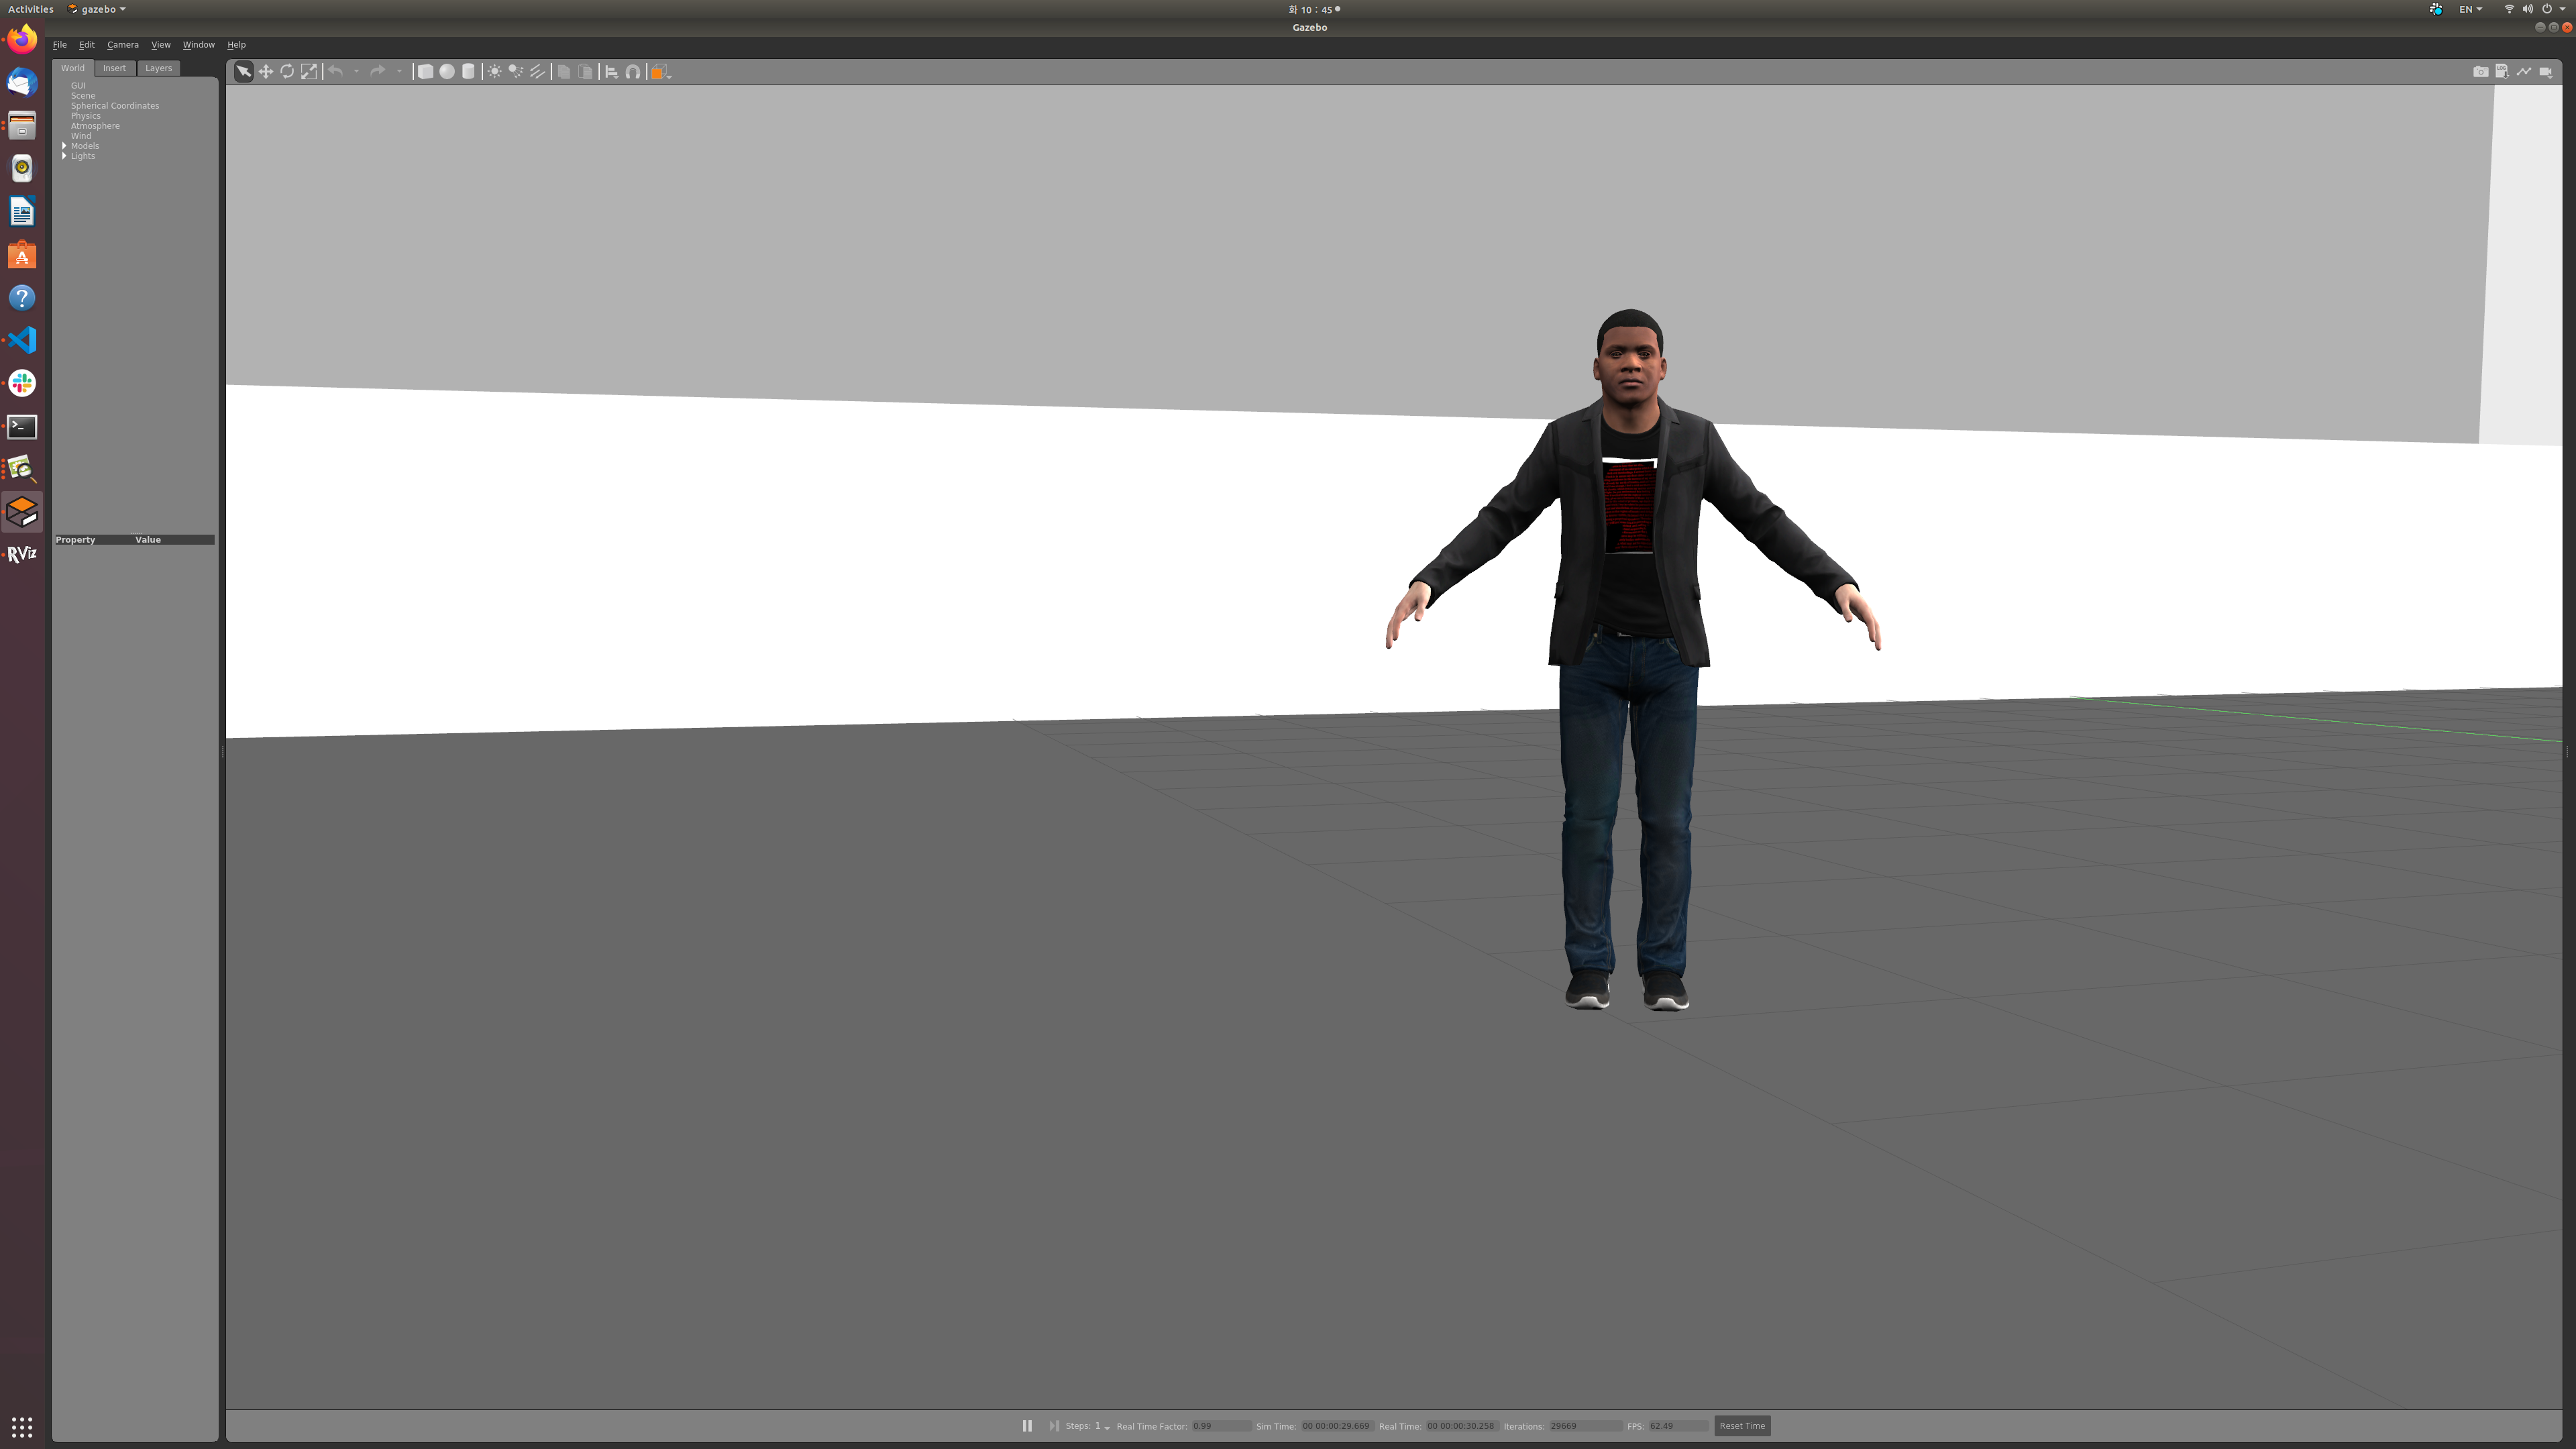 Activities gazebo 화 10 : 45 EN
Gazebo
File Edit Camera View Window Help
World Insert Layers
GUI
Scene
Spherical Coordinates
Physics
Atmosphere
Wind
Models
Lights
Property Value
RViz
Steps: 1 Real Time Factor: 0.99 Sim Time: 00 00:00:29.669 Real Time: 00 00:00:30.258 Iterations: 29669 FPS: 62.49 Reset Time